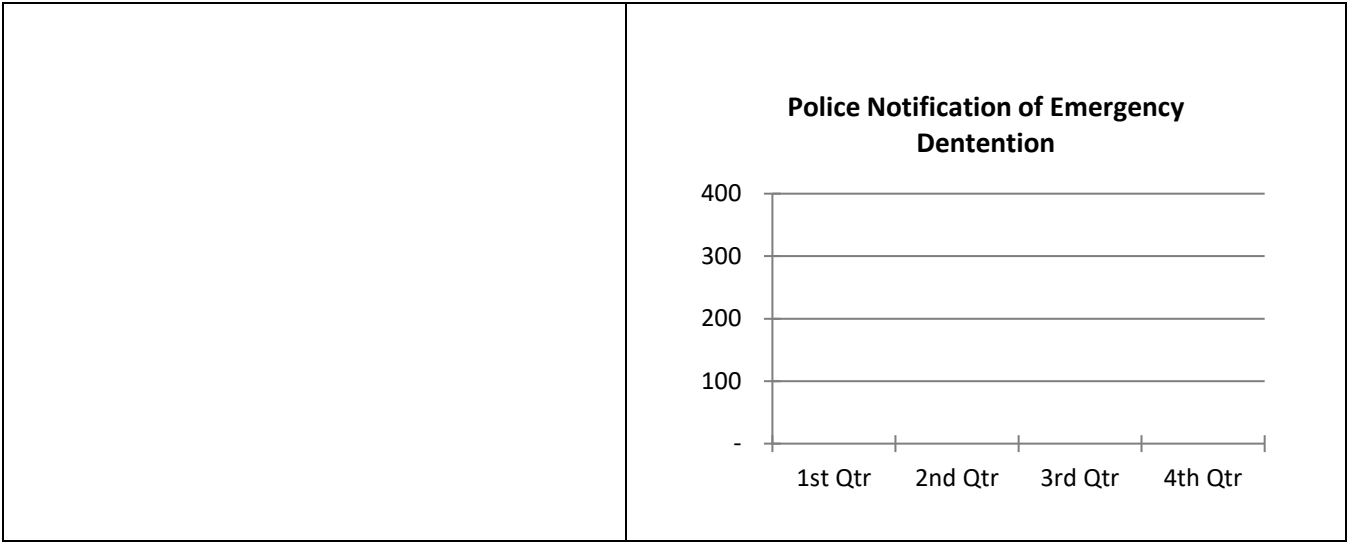 Police Notification of Emergency
Dentention
400
300
200
100
-
1st Qtr 2nd Qtr 3rd Qtr 4th Qtr